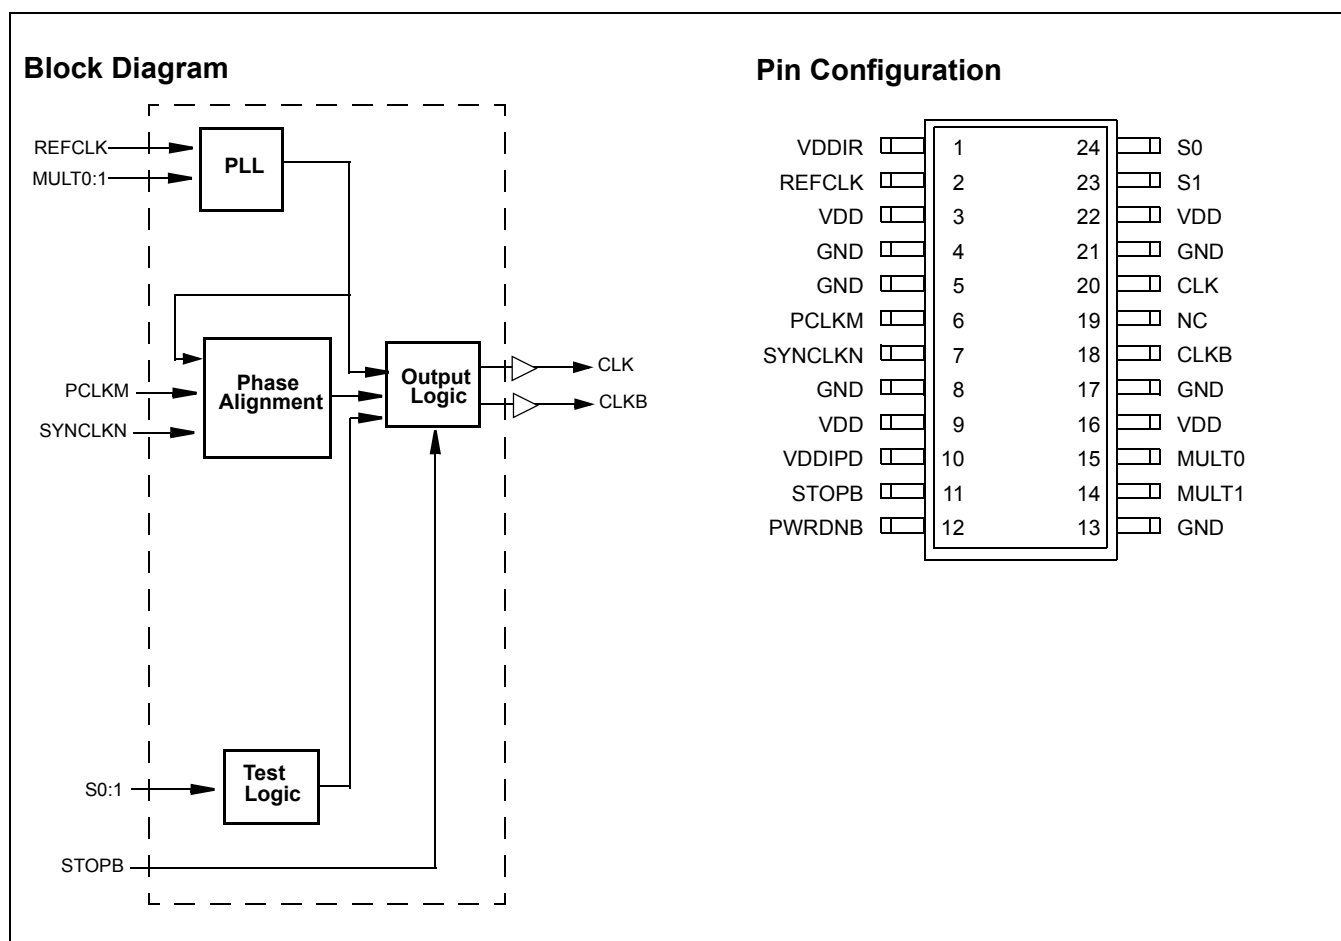 Block Diagram
REFCLK
MULT0:1
PLL
PCLKM
SYNCLKN
Phase
Alignment
Output
Logic
CLK
CLKB
S0:1
Test
Logic
STOPB
Pin Configuration
VDDIR 1 24 S0
REFCLK 2 23 S1
VDD 3 22 VDD
GND 4 21 GND
GND 5 20 CLK
PCLKM 6 19 NC
SYNCLKN 7 18 CLKB
GND 8 17 GND
VDD 9 16 VDD
VDDIPD 10 15 MULT0
STOPB 11 14 MULT1
PWRDNB 12 13 GND